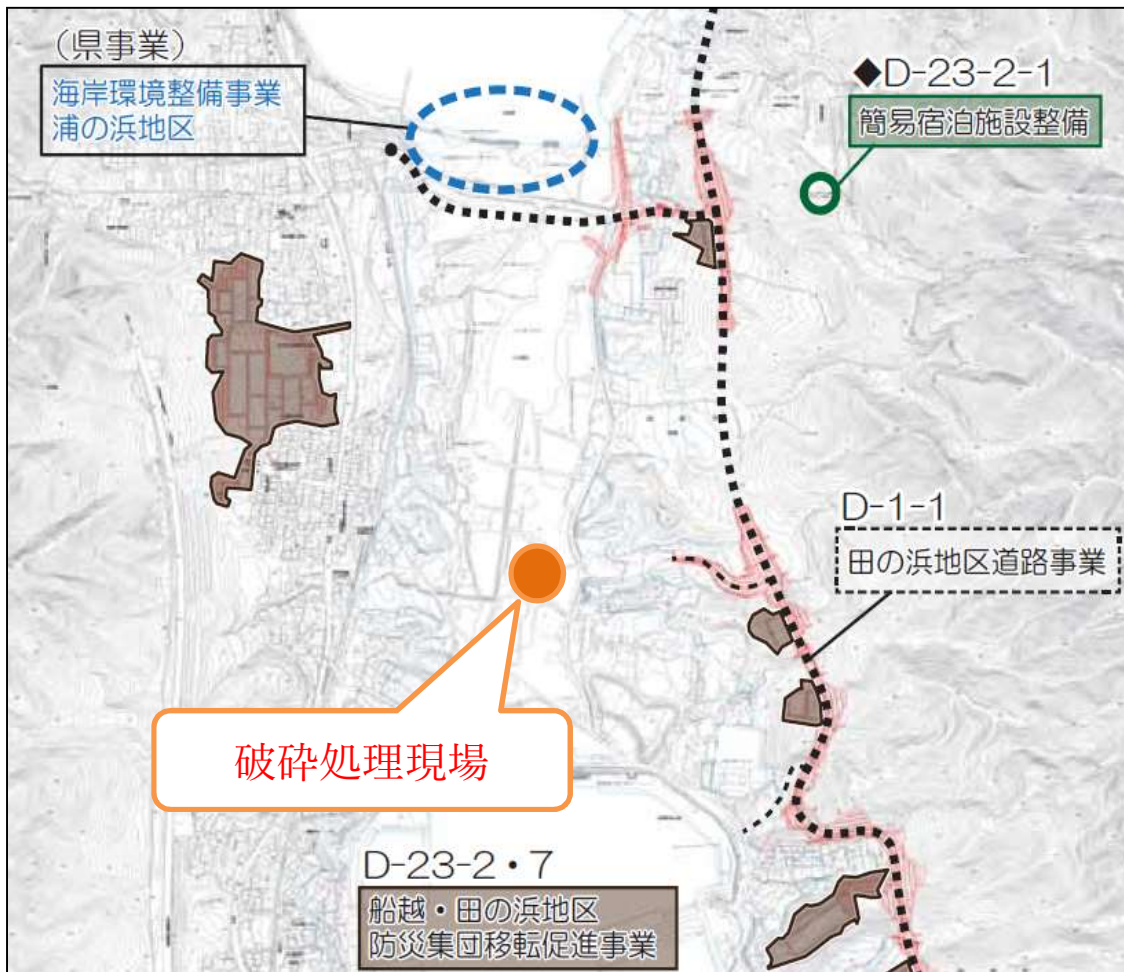 （県事業）
海岸環境整備事業
浦の浜地区
◆D-23-2-1
簡易宿泊施設整備
D-1-1
田の浜地区道路事業
破砕処理現場
D-23-2・7
船越・田の浜地区
防災集団移転促進事業